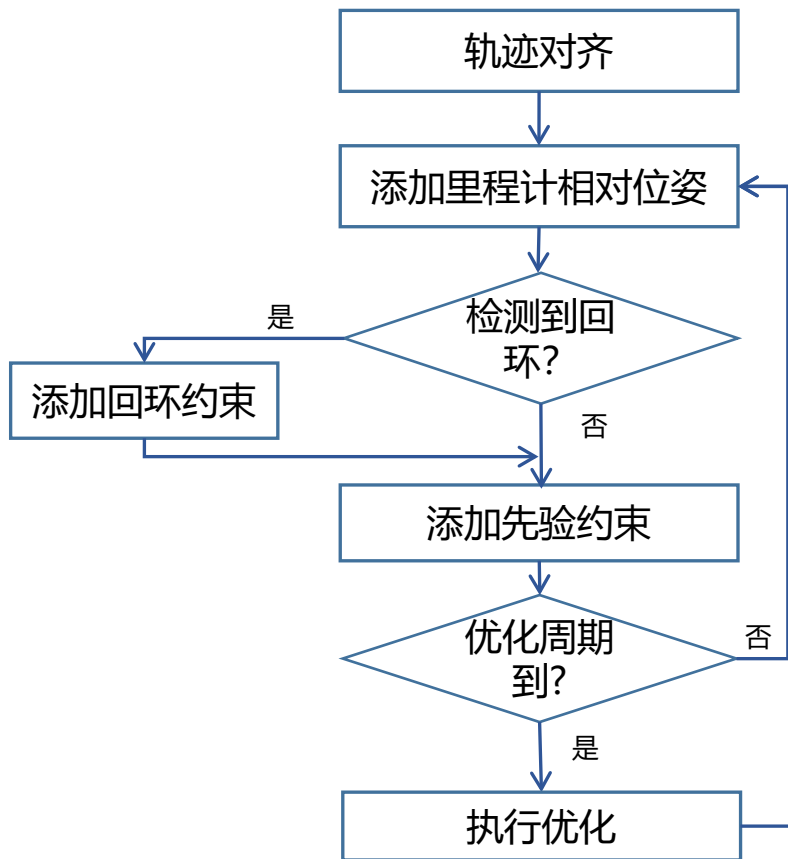 轨迹对齐
添加里程计相对位姿
检测到回
环？
是
添加回环约束
否
添加先验约束
优化周期
到?
否
是
执行优化